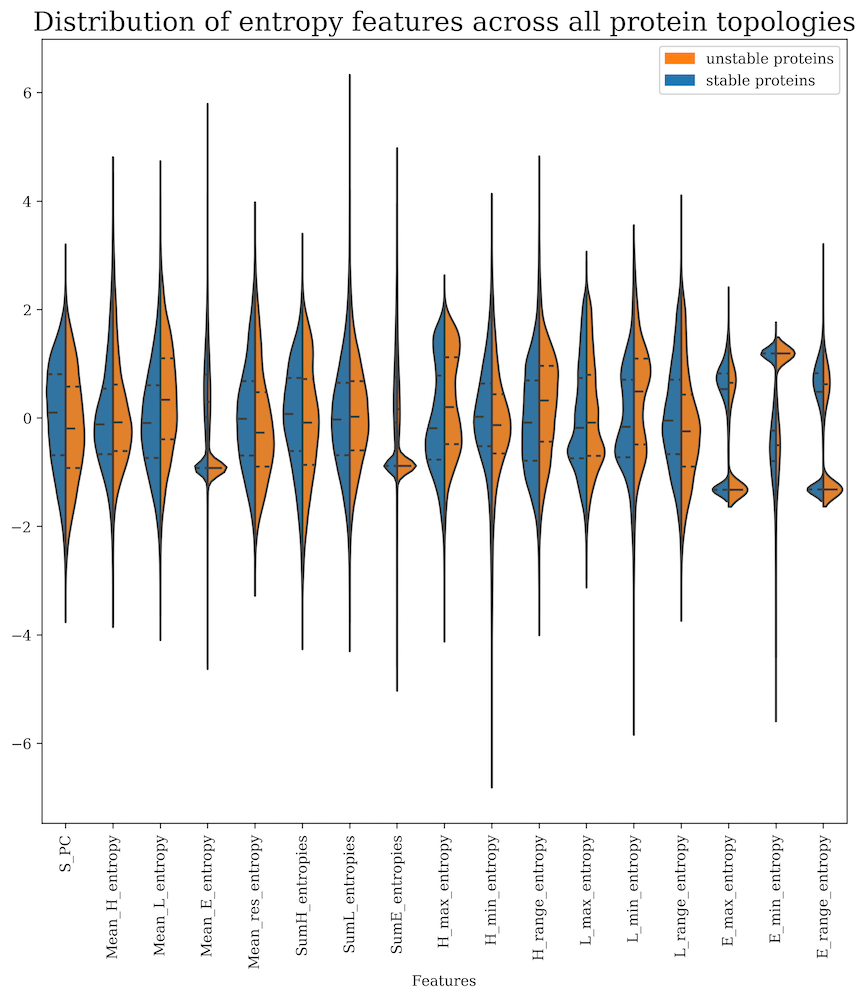 Distribution of entropy features across all protein topologies
unstable proteins
stable proteins
6
4
2
0
−2
−4
−6
S_PC
Mean_H_entropy
Mean_L_entropy
Mean_E_entropy
Mean_res_entropy
SumH_entropies
SumL_entropies
SumE_entropies
H_max_entropy
H_min_entropy
H_range_entropy
L_max_entropy
L_min_entropy
L_range_entropy
E_max_entropy
E_min_entropy
E_range_entropy
Features